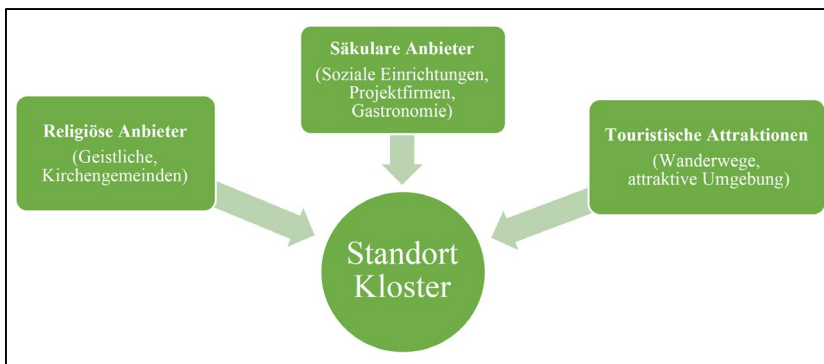 Säkulare Anbieter
(Soziale Einrichtungen,
Projektfirmen,
Gastronomie)
Religiöse Anbieter
(Geistliche,
Kirchengemeinden)
Touristische Attraktionen
(Wanderwege,
attraktive Umgebung)
Standort
Kloster